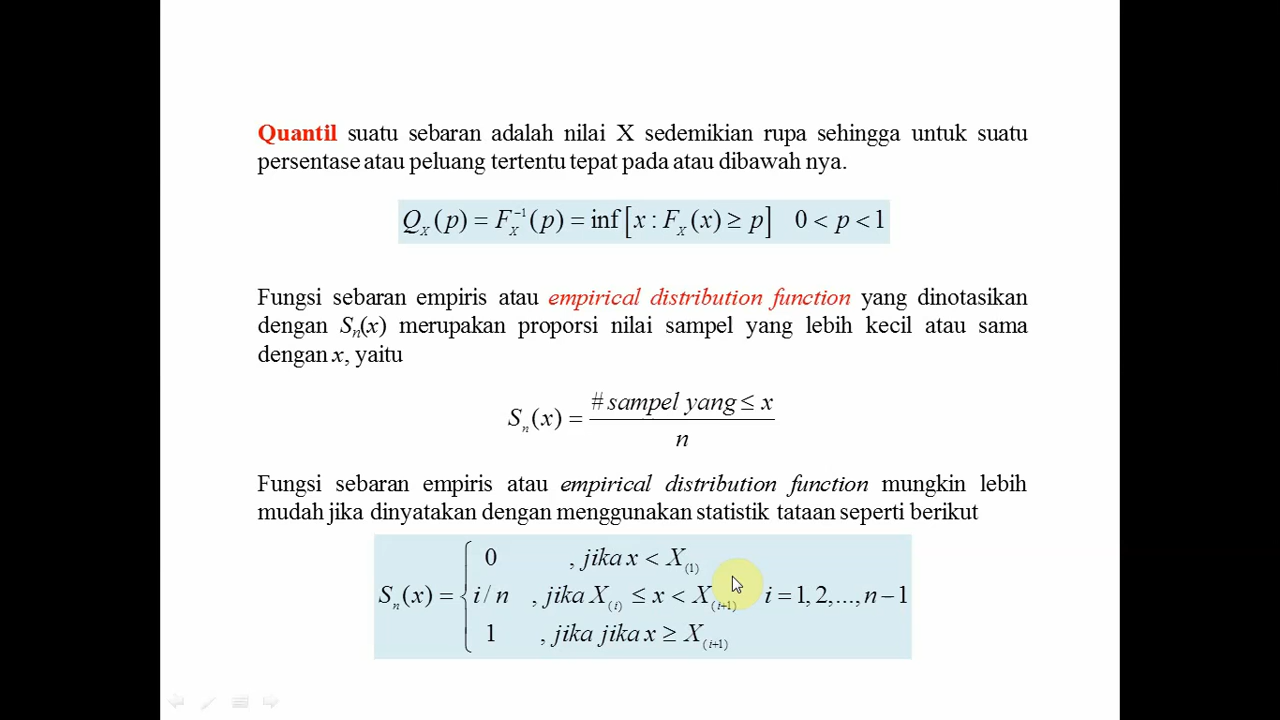 Quantil suatu sebaran adalah nilai X sedemikian rupa sehingga untuk suatu
persentase atau peluang tertentu tepat pada atau dibawah nya.
Q_X(p) = F_X^{-1}(p) = inf[x : F_X(x) ≥ p]   0 < p < 1
Fungsi sebaran empiris atau empirical distribution function yang dinotasikan
dengan S_n(x) merupakan proporsi nilai sampel yang lebih kecil atau sama
dengan x, yaitu
S_n(x) = # sampel yang ≤ x / n
Fungsi sebaran empiris atau empirical distribution function mungkin lebih
mudah jika dinyatakan dengan menggunakan statistik tataan seperti berikut
0 , jika x < X_(1)
S_n(x) = { i / n , jika X_(i) ≤ x < X_(i+1)   i = 1, 2, ..., n − 1
1 , jika jika x ≥ X_(i+1)